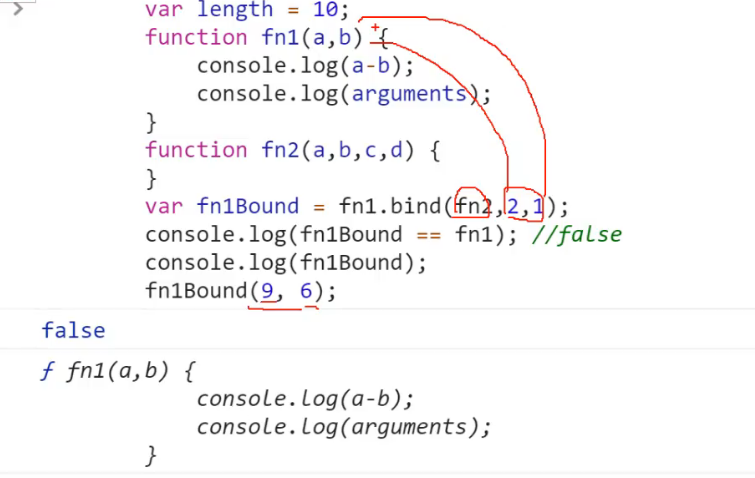 var length = 10;
function fn1(a,b) {
console.log(a-b);
console.log(arguments);
}
function fn2(a,b,c,d) {
}
var fn1Bound = fn1.bind(fn2,2,1);
console.log(fn1Bound == fn1); //false
console.log(fn1Bound);
fn1Bound(9, 6);
false
ƒ fn1(a,b) {
console.log(a-b);
console.log(arguments);
}